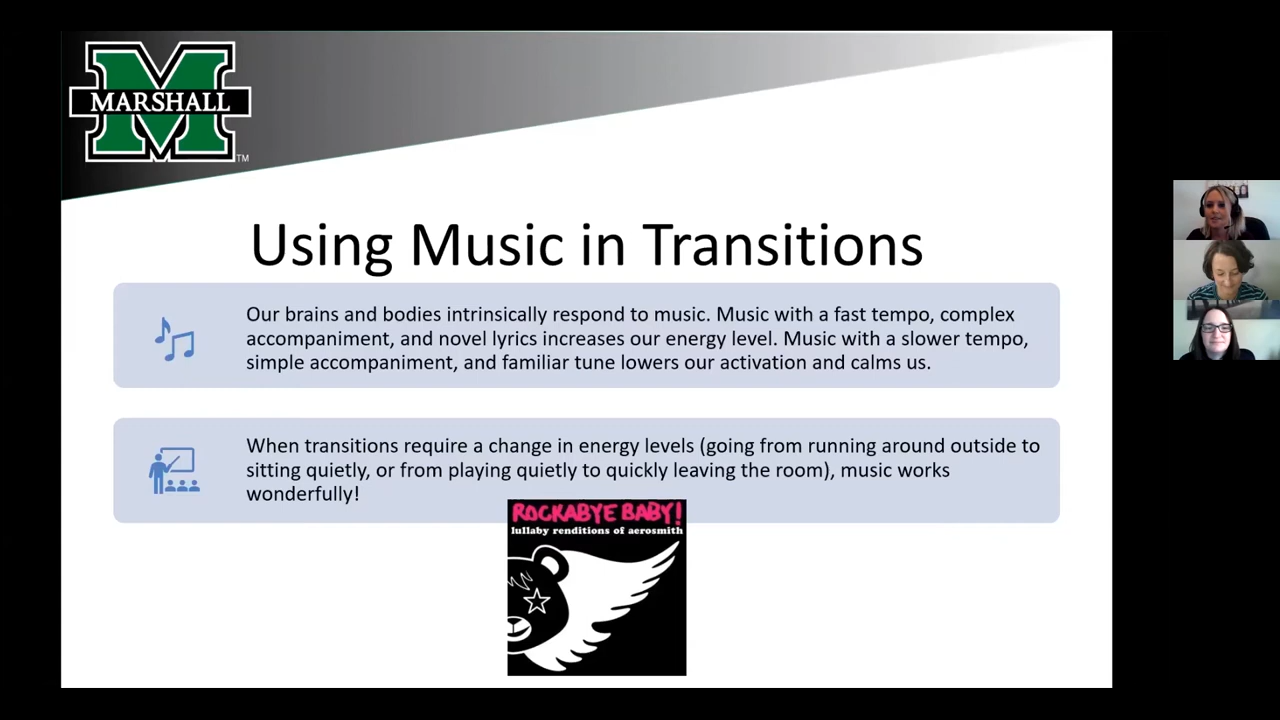 MARSHALL
TM
Using Music in Transitions
Our brains and bodies intrinsically respond to music. Music with a fast tempo, complex
accompaniment, and novel lyrics increases our energy level. Music with a slower tempo,
simple accompaniment, and familiar tune lowers our activation and calms us.
When transitions require a change in energy levels (going from running around outside to
sitting quietly, or from playing quietly to quickly leaving the room), music works
wonderfully!
ROCKABYE BABY!
lullaby renditions of aerosmith